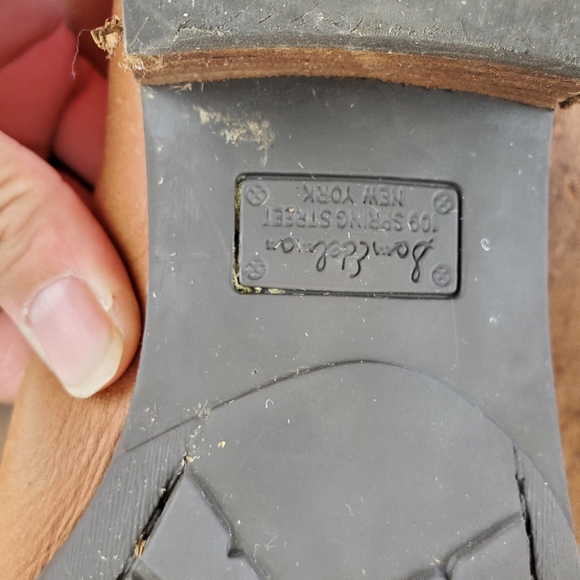 Sam Edelman
109 SPRING STREET
NEW YORK.